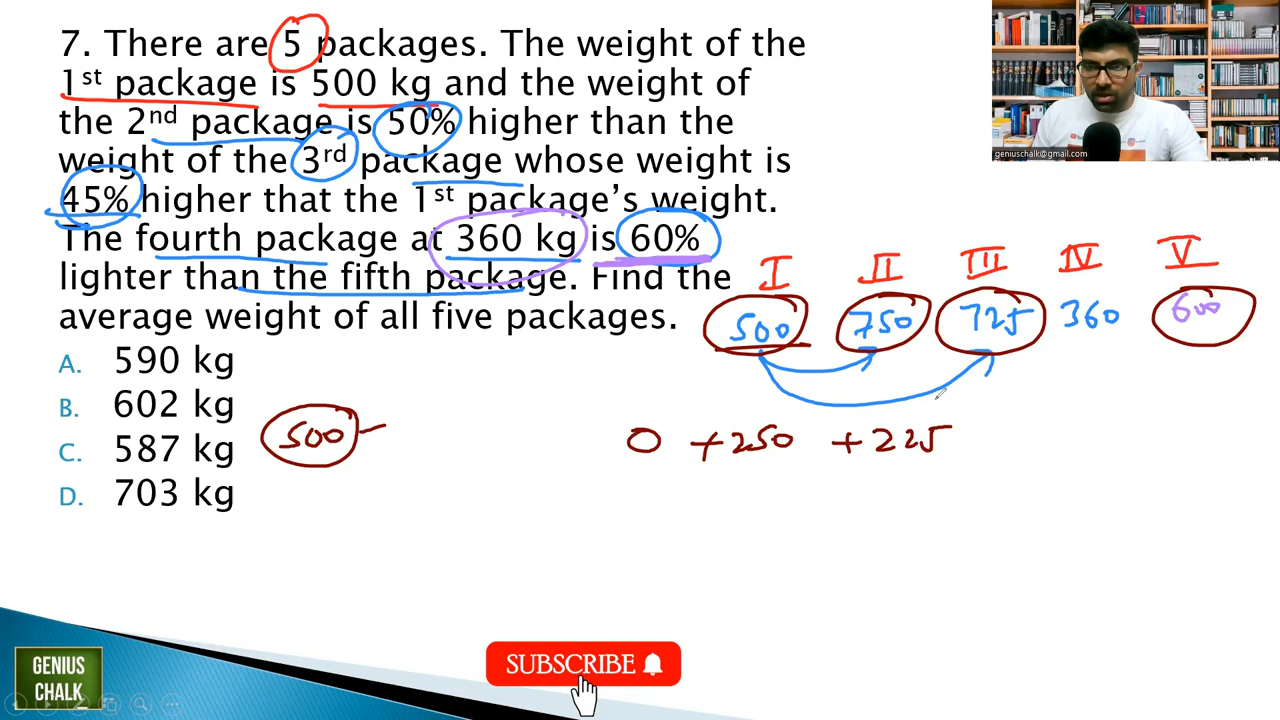 7. There are 5 packages. The weight of the
1st package is 500 kg and the weight of
the 2nd package is 50% higher than the
weight of the 3rd package whose weight is
45% higher that the 1st package’s weight.
The fourth package at 360 kg is 60%
lighter than the fifth package. Find the
average weight of all five packages.
A. 590 kg
B. 602 kg
C. 587 kg
D. 703 kg
I II III IV V
500 750 725 360 600
500 0 +250 +225
geniuschalk@gmail.com
GENIUS
CHALK
SUBSCRIBE